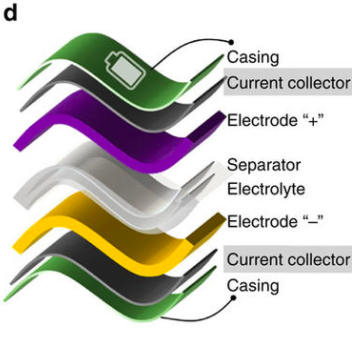 d
Casing
Current collector
Electrode “+”
Separator
Electrolyte
Electrode “–”
Current collector
Casing